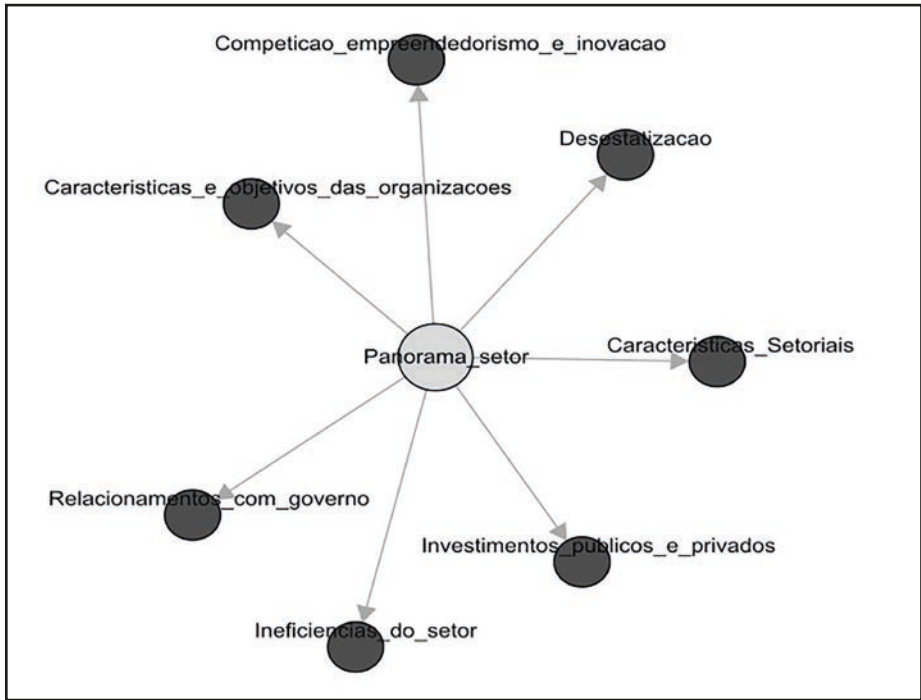 Competicao_empreendedorismo_e_inovacao
Desestatizacao
Caracteristicas_e_objetivos_das_organizacoes
Caracteristicas_Setoriais
Panorama_setor
Relacionamentos_com_governo
Investimentos_publicos_e_privados
Ineficiencias_do_setor